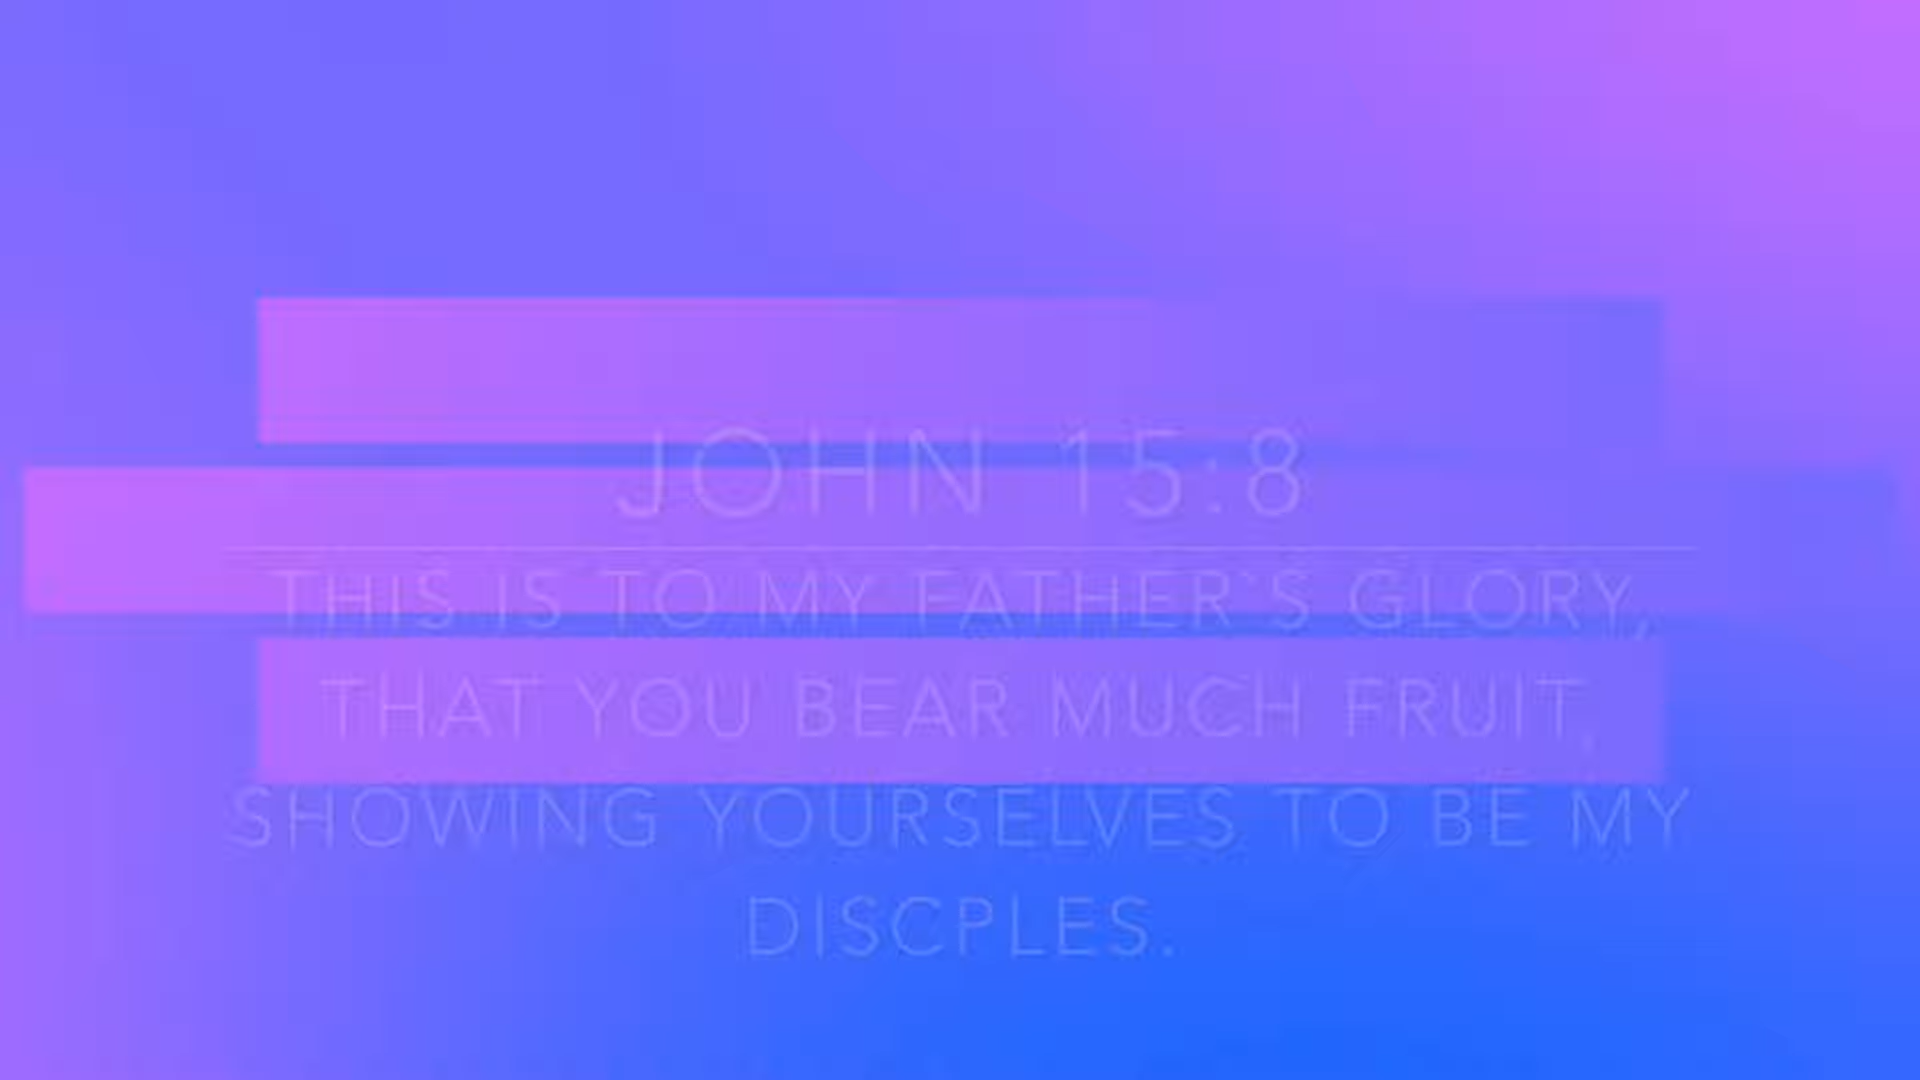 JOHN 15:8
THIS IS TO MY FATHER`S GLORY,
THAT YOU BEAR MUCH FRUIT,
SHOWING YOURSELVES TO BE MY
DISCPLES.